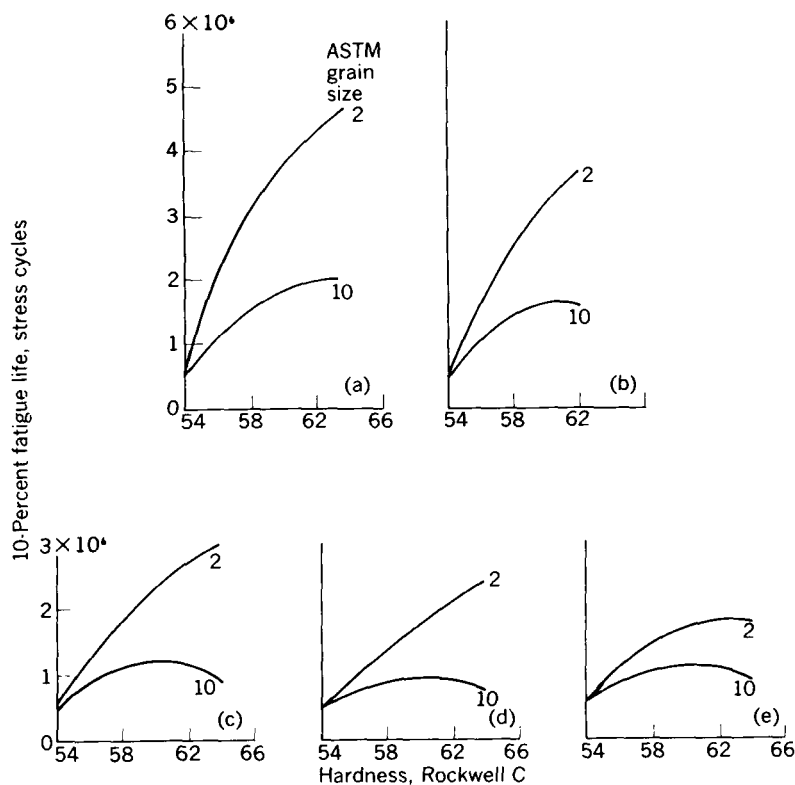 6 × 10⁶
ASTM
grain
size
5
4
3
2
1
0
2
10
(a)
54 58 62 66
2
10
(b)
54 58 62
10-Percent fatigue life, stress cycles
3 × 10⁶
2
1
0
2
10
(c)
54 58 62 66
2
10
(d)
54 58 62 66
2
10
(e)
54 58 62 66
Hardness, Rockwell C